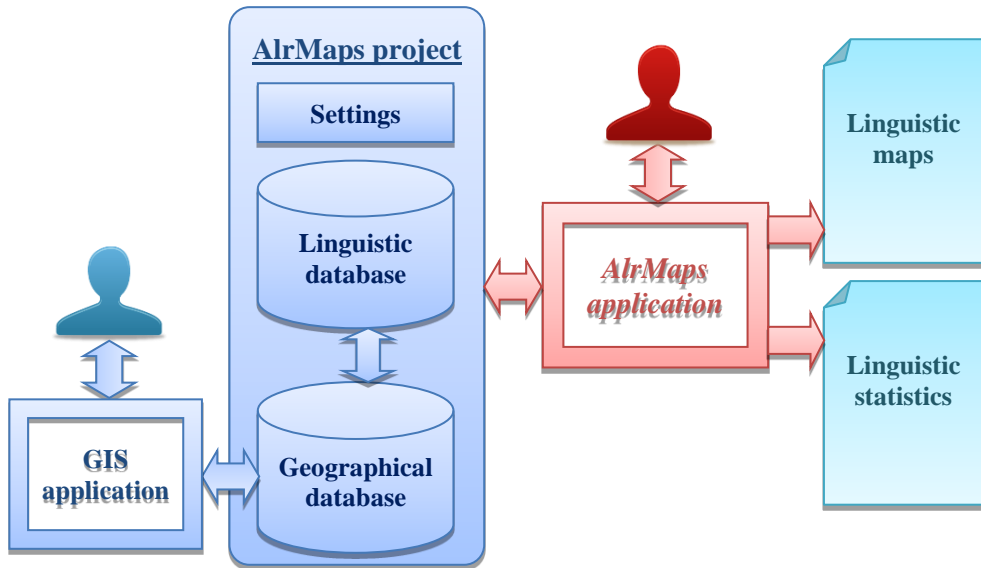 AlrMaps project
Settings
Linguistic
database
Geographical
database
GIS
application
AlrMaps
application
Linguistic
maps
Linguistic
statistics